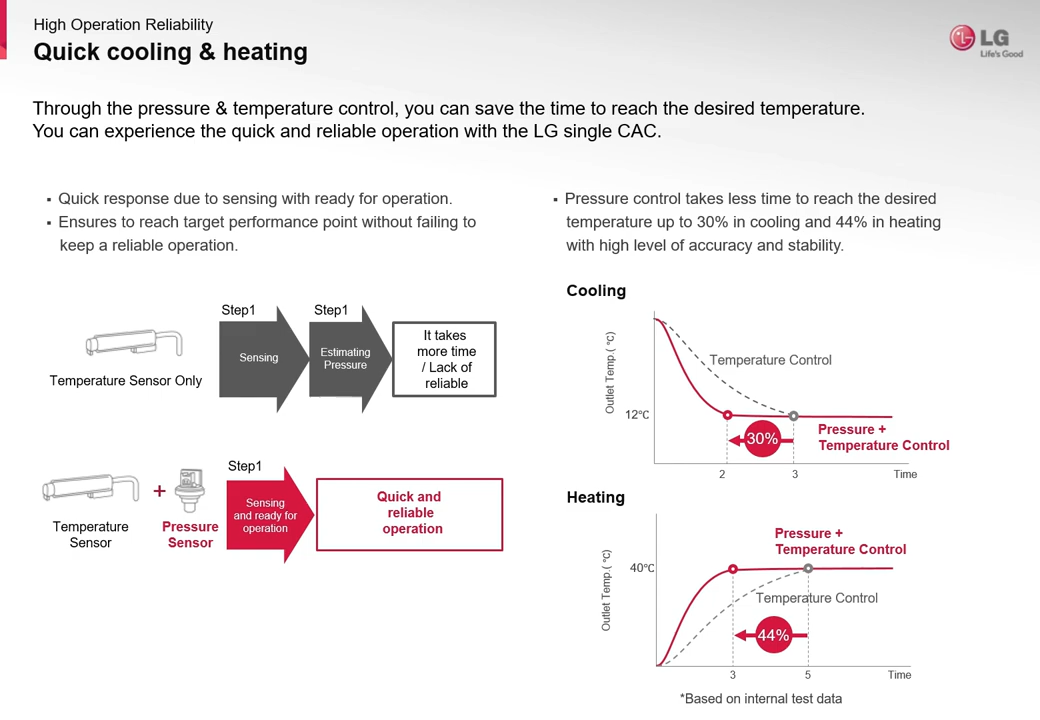 High Operation Reliability
Quick cooling & heating
LG
Life's Good
Through the pressure & temperature control, you can save the time to reach the desired temperature.
You can experience the quick and reliable operation with the LG single CAC.
▪ Quick response due to sensing with ready for operation.
▪ Ensures to reach target performance point without failing to
keep a reliable operation.
Step1
Step1
Sensing
Estimating
Pressure
It takes
more time
/ Lack of
reliable
Temperature Sensor Only
Step1
+
Sensing
and ready for
operation
Quick and
reliable
operation
Temperature
Sensor
Pressure
Sensor
▪ Pressure control takes less time to reach the desired
temperature up to 30% in cooling and 44% in heating
with high level of accuracy and stability.
Cooling
Outlet Temp.( ℃)
Temperature Control
12℃
30%
Pressure +
Temperature Control
2
3
Time
Heating
Outlet Temp.( ℃)
Pressure +
Temperature Control
40℃
Temperature Control
44%
3
5
Time
*Based on internal test data